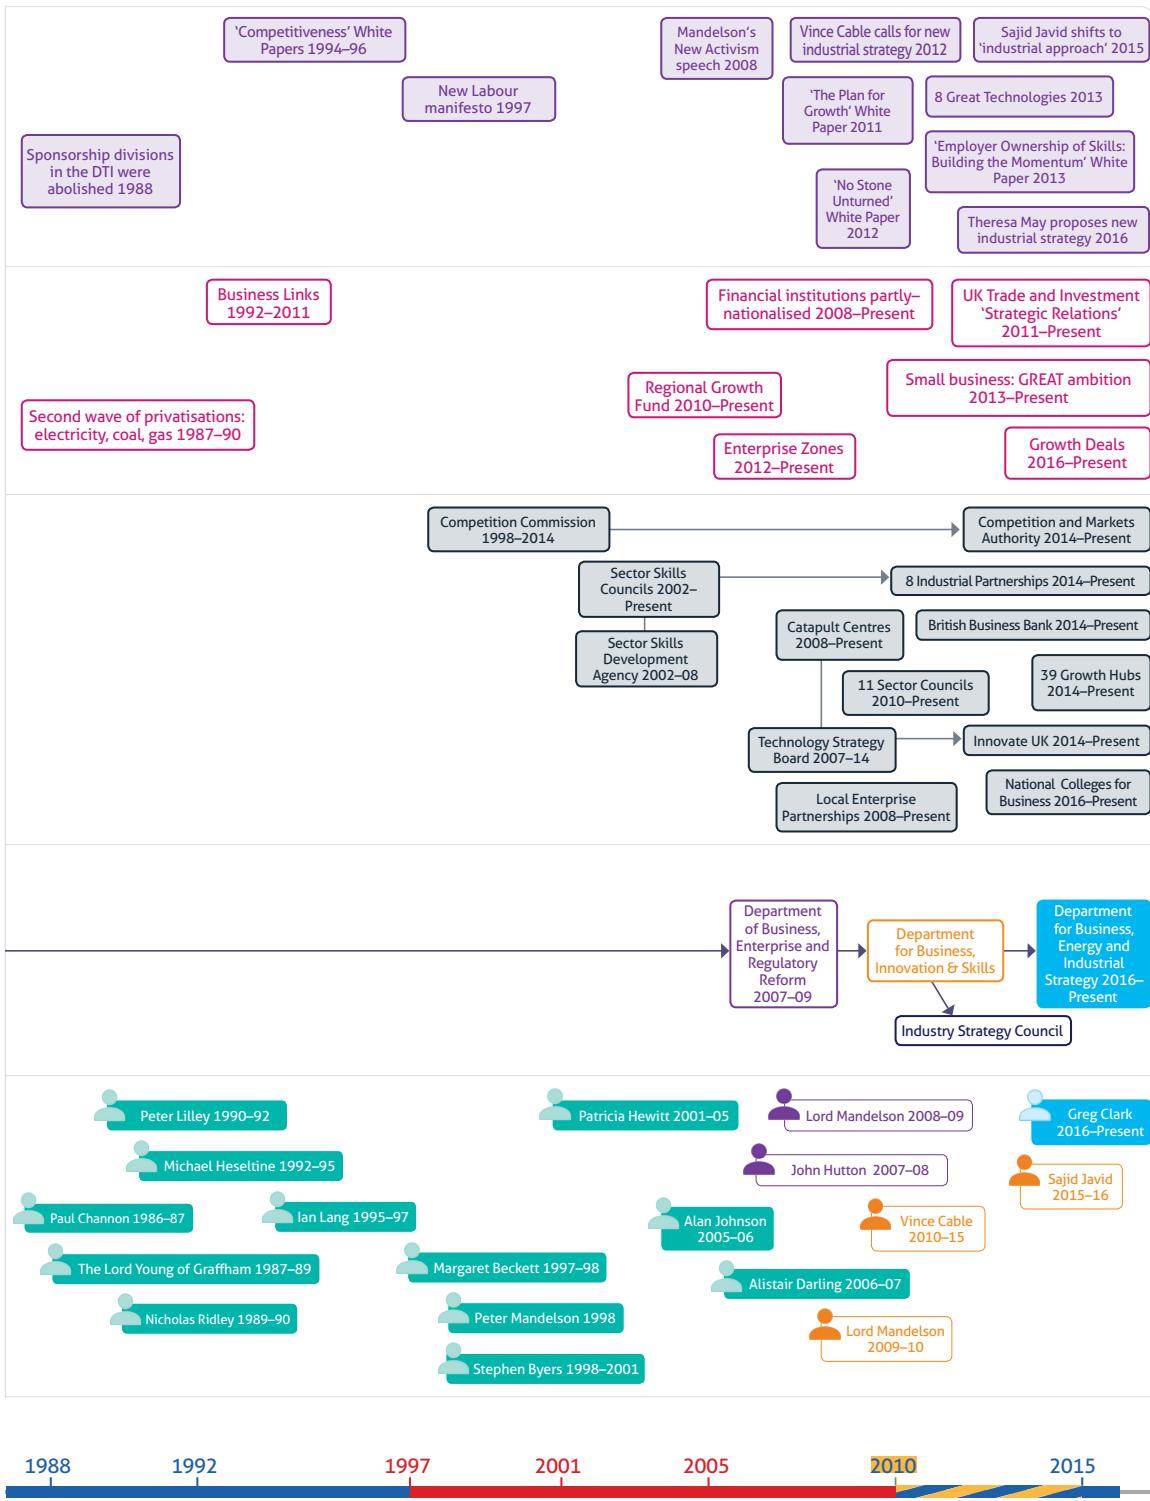 ‘Competitiveness’ White
Papers 1994–96
Mandelson’s
New Activism
speech 2008
Vince Cable calls for new
industrial strategy 2012
Sajid Javid shifts to
‘industrial approach’ 2015
New Labour
manifesto 1997
‘The Plan for
Growth’ White
Paper 2011
8 Great Technologies 2013
Sponsorship divisions
in the DTI were
abolished 1988
‘Employer Ownership of Skills:
Building the Momentum’ White
Paper 2013
‘No Stone
Unturned’
White Paper
2012
Theresa May proposes new
industrial strategy 2016
Business Links
1992–2011
Financial institutions partly–
nationalised 2008–Present
UK Trade and Investment
‘Strategic Relations’
2011–Present
Small business: GREAT ambition
2013–Present
Regional Growth
Fund 2010–Present
Second wave of privatisations:
electricity, coal, gas 1987–90
Enterprise Zones
2012–Present
Growth Deals
2016–Present
Competition Commission
1998–2014
Competition and Markets
Authority 2014–Present
Sector Skills
Councils 2002–
Present
8 Industrial Partnerships 2014–Present
Catapult Centres
2008–Present
British Business Bank 2014–Present
Sector Skills
Development
Agency 2002–08
11 Sector Councils
2010–Present
39 Growth Hubs
2014–Present
Technology Strategy
Board 2007–14
Innovate UK 2014–Present
National Colleges for
Business 2016–Present
Local Enterprise
Partnerships 2008–Present
Department
of Business,
Enterprise and
Regulatory
Reform
2007–09
Department
for Business,
Innovation & Skills
Department
for Business,
Energy and
Industrial
Strategy 2016–
Present
Industry Strategy Council
Peter Lilley 1990–92
Patricia Hewitt 2001–05
Lord Mandelson 2008–09
Greg Clark
2016–Present
Michael Heseltine 1992–95
John Hutton 2007–08
Sajid Javid
2015–16
Paul Channon 1986–87
Ian Lang 1995–97
Alan Johnson
2005–06
Vince Cable
2010–15
The Lord Young of Graffham 1987–89
Margaret Beckett 1997–98
Alistair Darling 2006–07
Nicholas Ridley 1989–90
Peter Mandelson 1998
Lord Mandelson
2009–10
Stephen Byers 1998–2001
1988
1992
1997
2001
2005
2010
2015